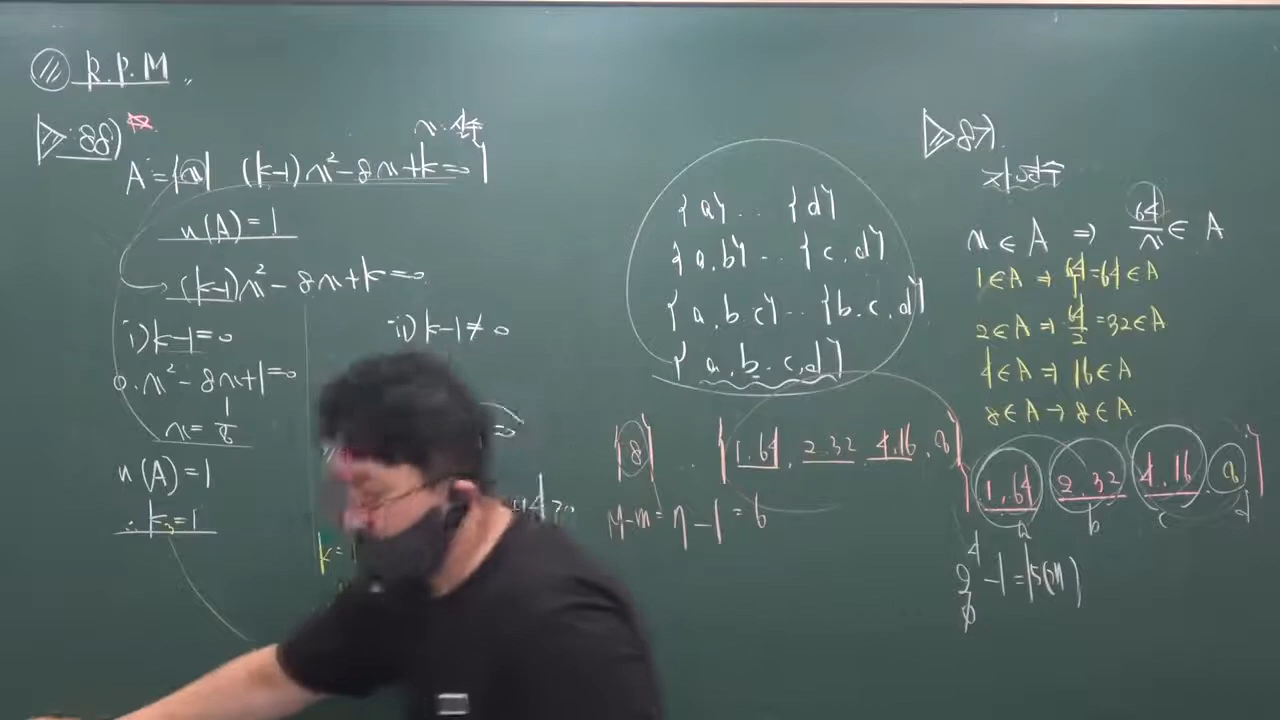 R.P.M
88)
x: 실수
A = {x| (k-1)x²-8x+k=0}
n(A)=1
(k-1)x²-8x+k=0
i) k-1=0
ii) k-1≠0
0·x²-8x+1=0
x=1/8
n(A)=1
∴ k=1
{a} ... {d}
{a,b} ... {c,d}
{a,b,c} ... {b,c,d}
{a,b,c,d}
{8} ... {1,64, 2,32, 4,16, 8}
M-m=7-1=6
87)
자연수
x∈A ⇒ 64/x ∈ A
1∈A ⇒ 64/1=64∈A
2∈A ⇒ 64/2=32∈A
4∈A ⇒ 16∈A
8∈A → 8∈A
{1,64 2,32 4,16, 8}
a b c d
2⁴-1=15(개)
∅